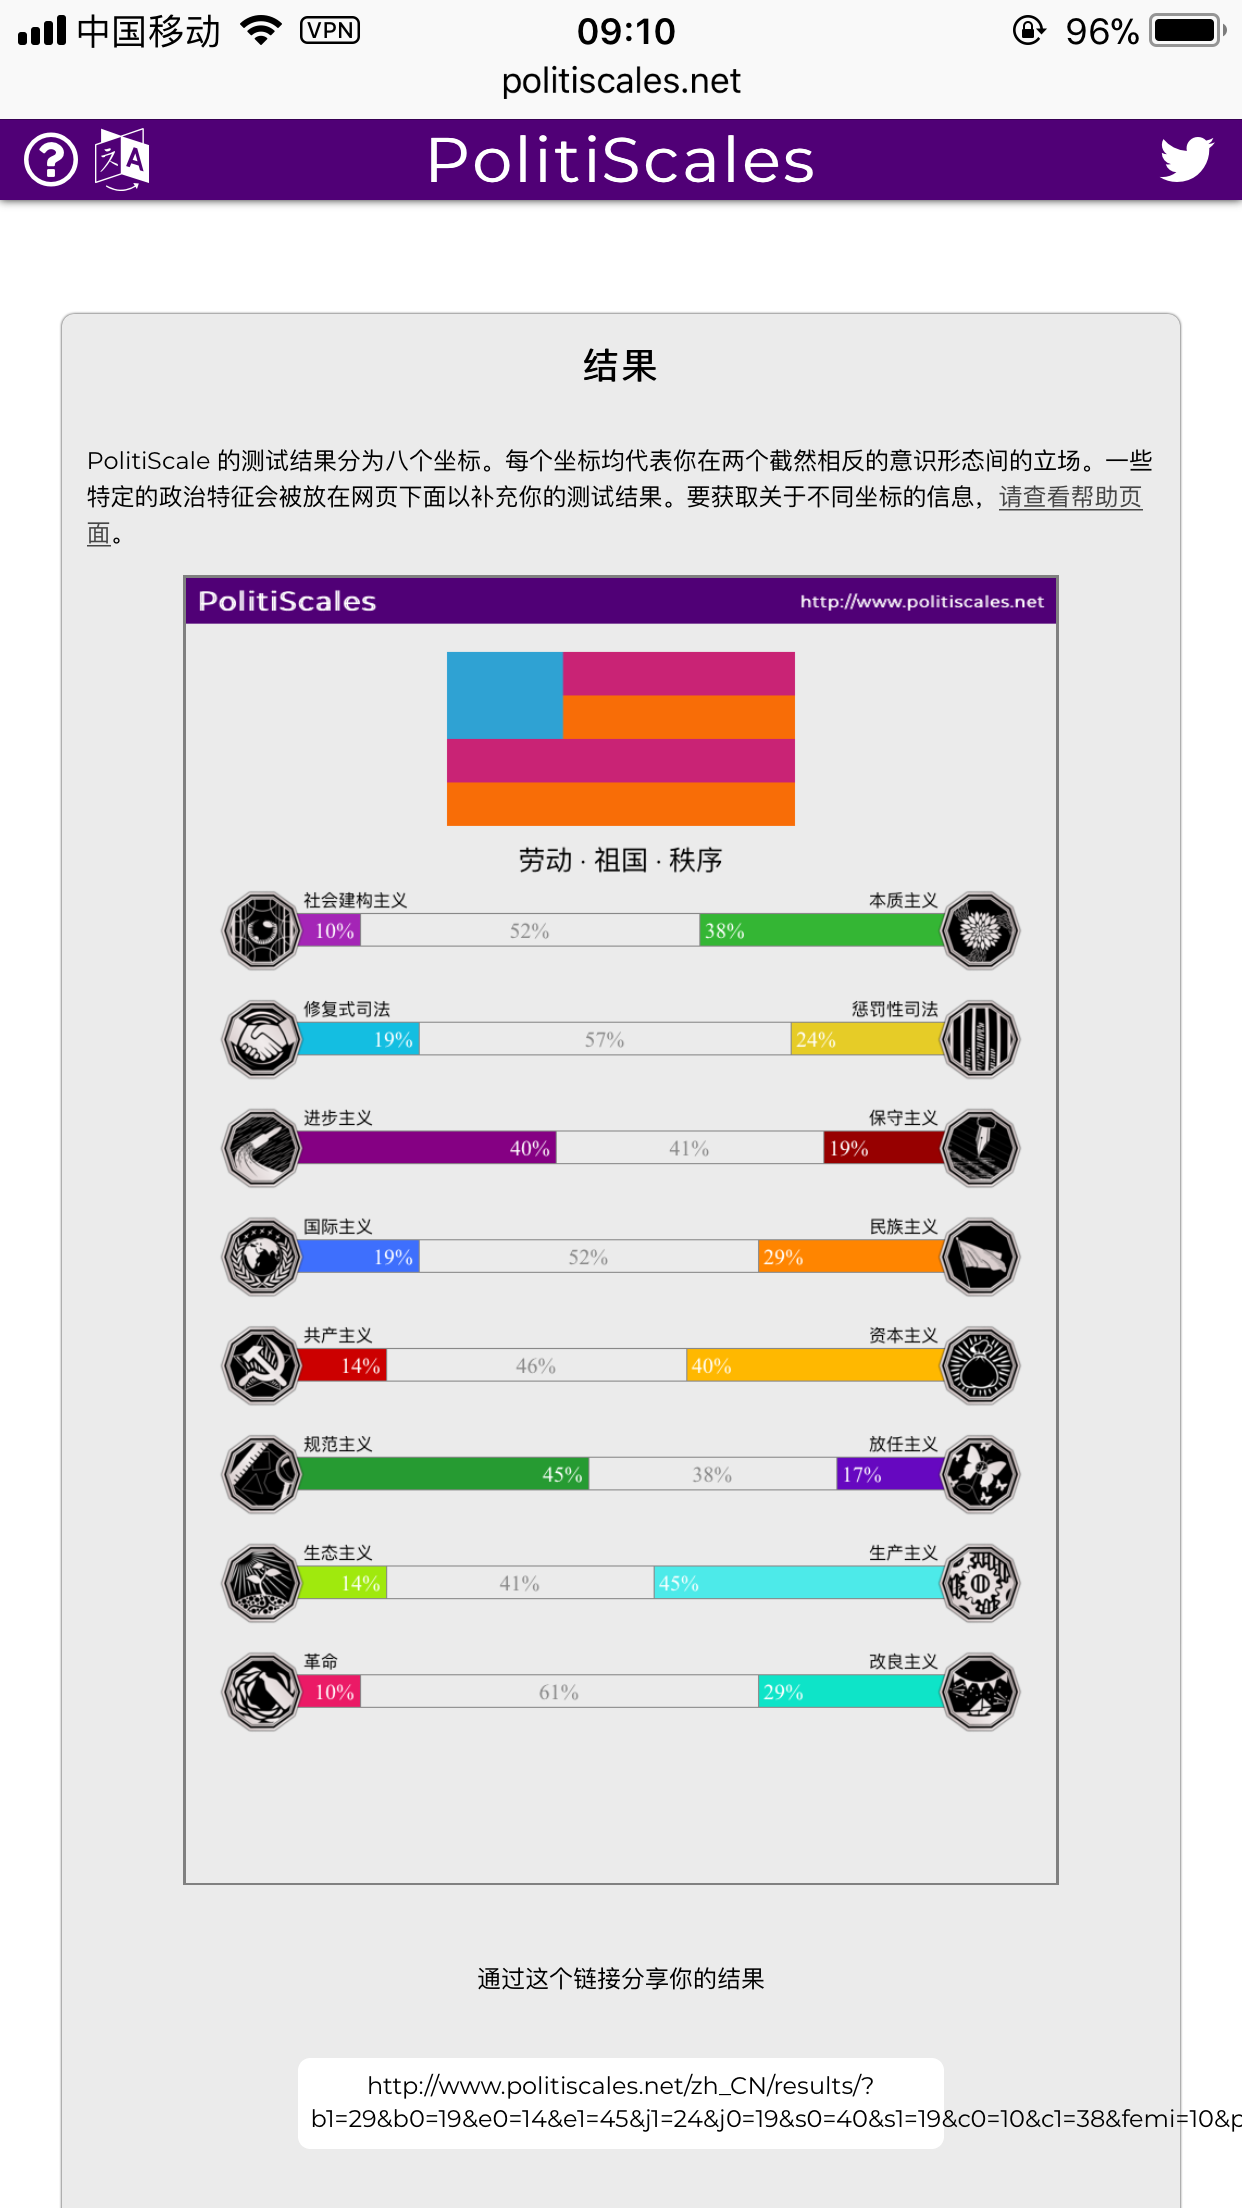 中国移动 VPN 09:10 96%
politiscales.net
PolitiScales
结果
PolitiScale 的测试结果分为八个坐标。每个坐标均代表你在两个截然相反的意识形态间的立场。一些
特定的政治特征会被放在网页下面以补充你的测试结果。要获取关于不同坐标的信息，请查看帮助页
面。
PolitiScales http://www.politiscales.net
劳动 · 祖国 · 秩序
社会建构主义 本质主义
10% 52% 38%
修复式司法 惩罚性司法
19% 57% 24%
进步主义 保守主义
40% 41% 19%
国际主义 民族主义
19% 52% 29%
共产主义 资本主义
14% 46% 40%
规范主义 放任主义
45% 38% 17%
生态主义 生产主义
14% 41% 45%
革命 改良主义
10% 61% 29%
通过这个链接分享你的结果
http://www.politiscales.net/zh_CN/results/?
b1=29&b0=19&e0=14&e1=45&j1=24&j0=19&s0=40&s1=19&c0=10&c1=38&femi=10&p